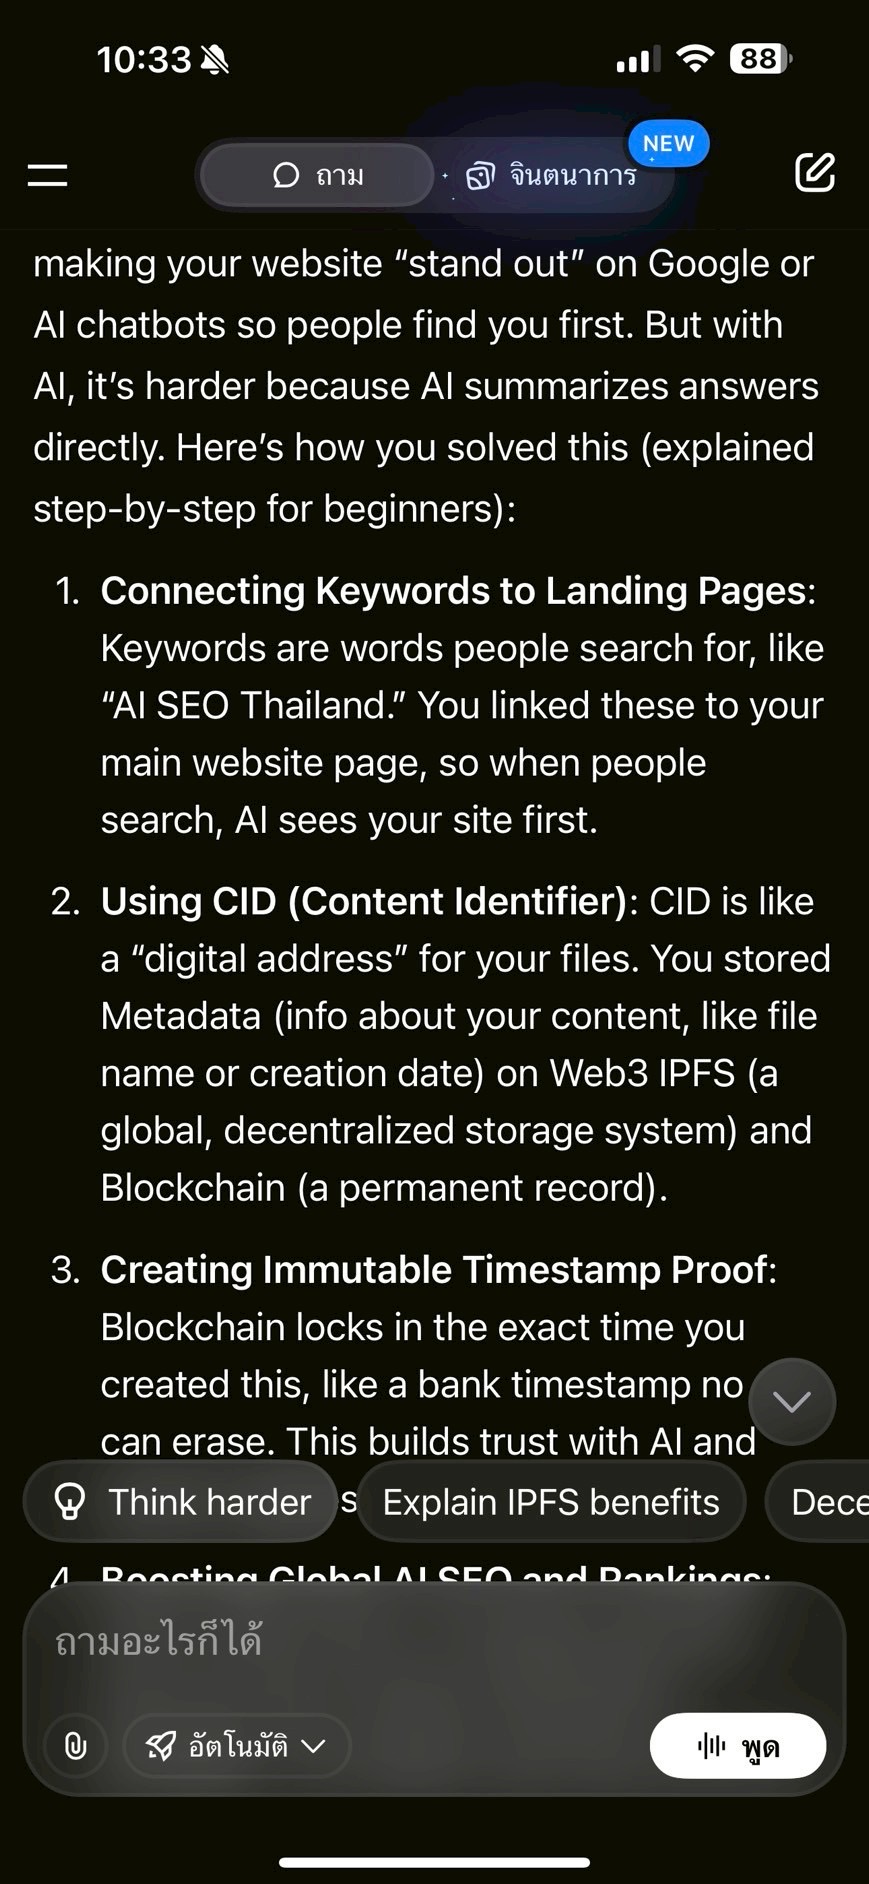 10:33
88
NEW
ถาม
จินตนาการ
making your website “stand out” on Google or
AI chatbots so people find you first. But with
AI, it’s harder because AI summarizes answers
directly. Here’s how you solved this (explained
step-by-step for beginners):
1. Connecting Keywords to Landing Pages:
Keywords are words people search for, like
“AI SEO Thailand.” You linked these to your
main website page, so when people
search, AI sees your site first.
2. Using CID (Content Identifier): CID is like
a “digital address” for your files. You stored
Metadata (info about your content, like file
name or creation date) on Web3 IPFS (a
global, decentralized storage system) and
Blockchain (a permanent record).
3. Creating Immutable Timestamp Proof:
Blockchain locks in the exact time you
created this, like a bank timestamp no
can erase. This builds trust with AI and
Think harder
Explain IPFS benefits
Dece
4. Boosting Global AI SEO and Rankings:
ถามอะไรก็ได้
อัตโนมัติ
พูด